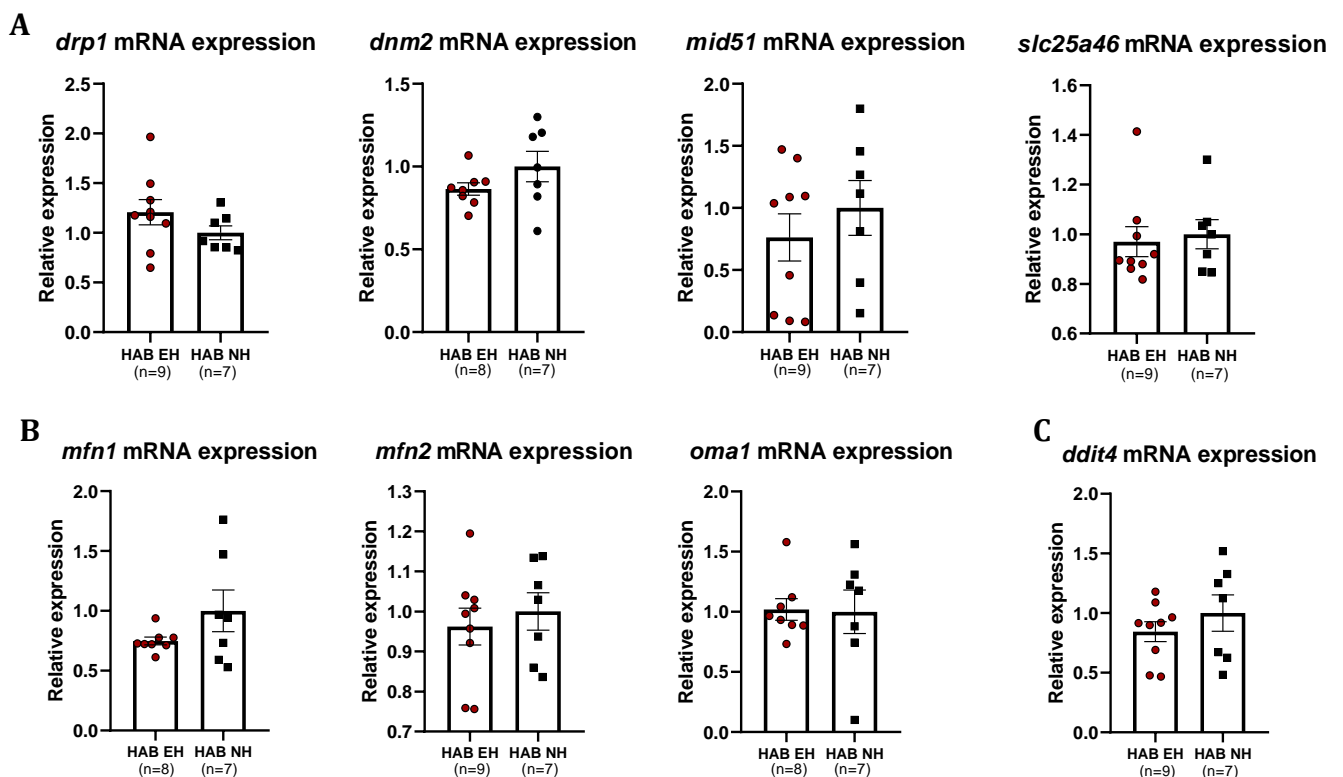 A
drp1 mRNA expression
Relative expression
2.5
2.0
1.5
1.0
0.5
0.0
HAB EH
(n=9)
HAB NH
(n=7)
dnm2 mRNA expression
Relative expression
1.5
1.0
0.5
0.0
HAB EH
(n=8)
HAB NH
(n=7)
mid51 mRNA expression
Relative expression
2.0
1.5
1.0
0.5
0.0
HAB EH
(n=9)
HAB NH
(n=7)
slc25a46 mRNA expression
Relative expression
1.6
1.4
1.2
1.0
0.8
0.6
HAB EH
(n=9)
HAB NH
(n=7)
B
mfn1 mRNA expression
Relative expression
2.0
1.5
1.0
0.5
0.0
HAB EH
(n=8)
HAB NH
(n=7)
mfn2 mRNA expression
Relative expression
1.3
1.2
1.1
1.0
0.9
0.8
0.7
HAB EH
(n=9)
HAB NH
(n=7)
oma1 mRNA expression
Relative expression
2.0
1.5
1.0
0.5
0.0
HAB EH
(n=8)
HAB NH
(n=7)
C
ddit4 mRNA expression
Relative expression
2.0
1.5
1.0
0.5
0.0
HAB EH
(n=9)
HAB NH
(n=7)